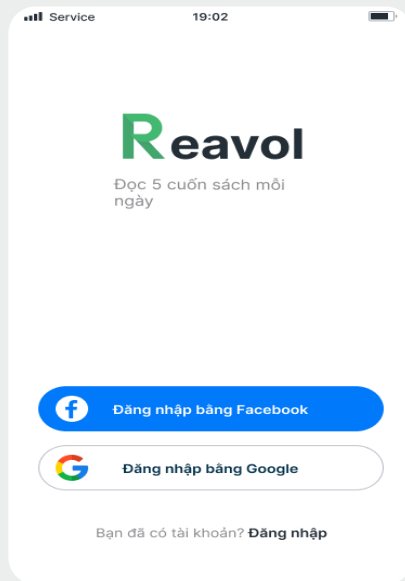 Service
19:02
Reavol
Đọc 5 cuốn sách mỗi
ngày
Đăng nhập bằng Facebook
Đăng nhập bằng Google
Bạn đã có tài khoản? Đăng nhập